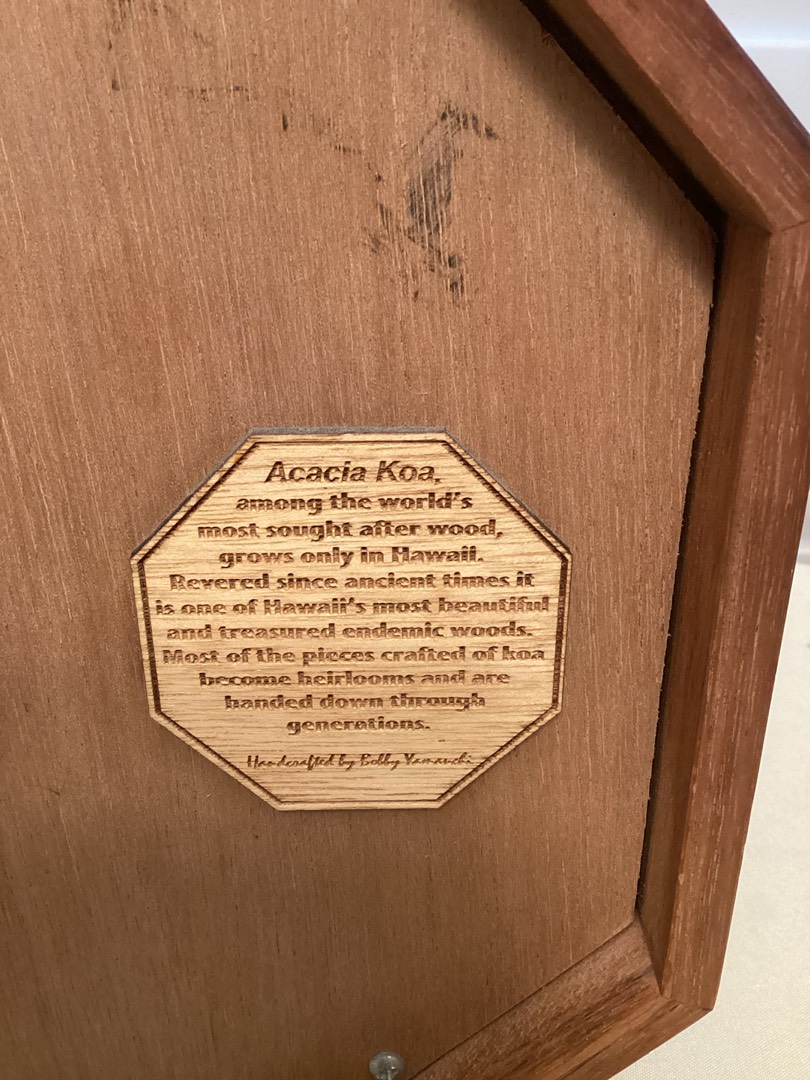 Acacia Koa,
among the world's
most sought after wood,
grows only in Hawaii.
Revered since ancient times it
is one of Hawaii's most beautiful
and treasured endemic woods.
Most of the pieces crafted of koa
become heirlooms and are
handed down through
generations.
Handcrafted by Bobby Yamauchi